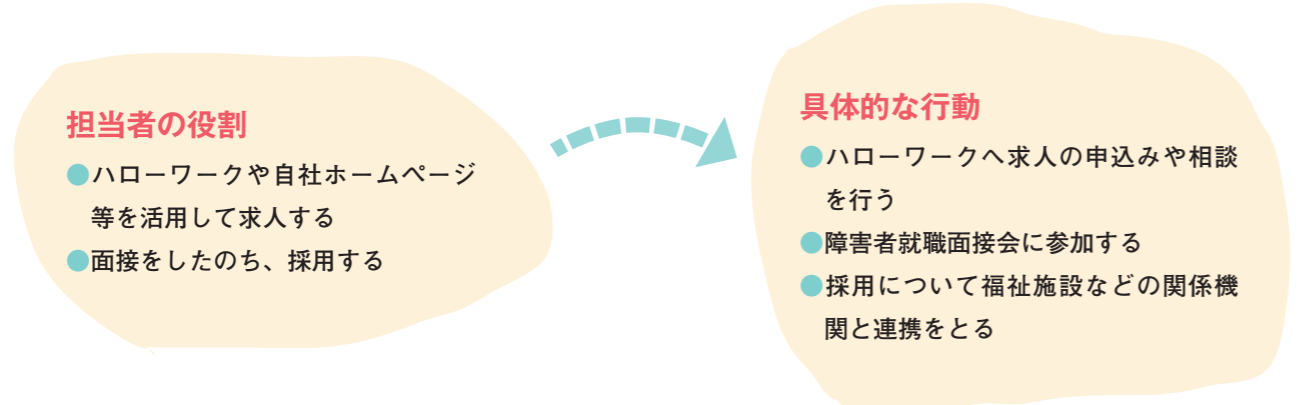 担当者の役割
●ハローワークや自社ホームページ
等を活用して求人する
●面接をしたのち、採用する
具体的な行動
●ハローワークへ求人の申込みや相談
を行う
●障害者就職面接会に参加する
●採用について福祉施設などの関係機
関と連携をとる